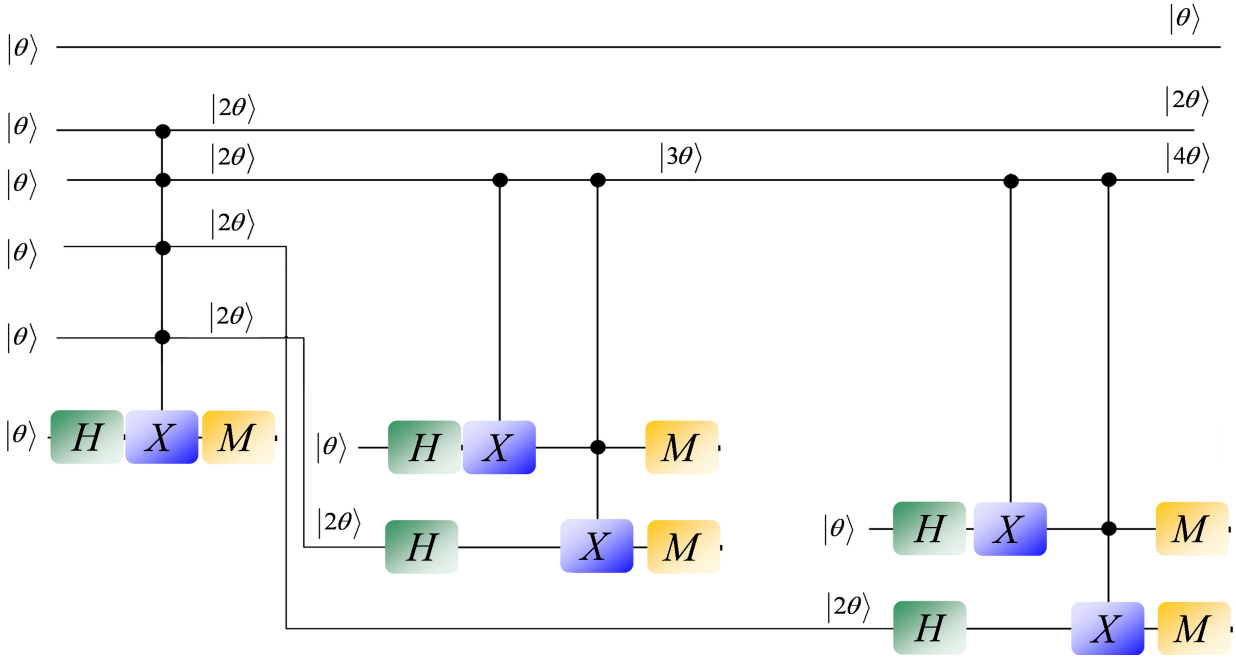 |θ⟩ |θ⟩
|θ⟩ |2θ⟩ |2θ⟩
|θ⟩ |2θ⟩ |3θ⟩ |4θ⟩
|θ⟩ |2θ⟩
|θ⟩ |2θ⟩
|θ⟩ H X M |θ⟩ H X M
|2θ⟩ H X M |θ⟩ H X M
|2θ⟩ H X M